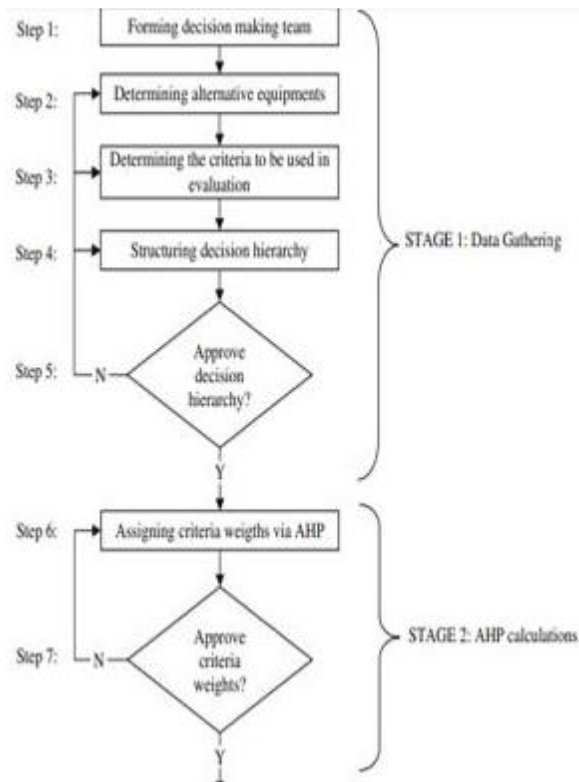 Step 1:
Forming decision making team
Step 2:
Determining alternative equipments
Step 3:
Determining the criteria to be used in
evaluation
Step 4:
Structuring decision hierarchy
STAGE 1: Data Gathering
Step 5:
N
Approve
decision
hierarchy?
Y
Step 6:
Assigning criteria weigths via AHP
Step 7:
N
Approve
criteria
weights?
STAGE 2: AHP calculations
Y